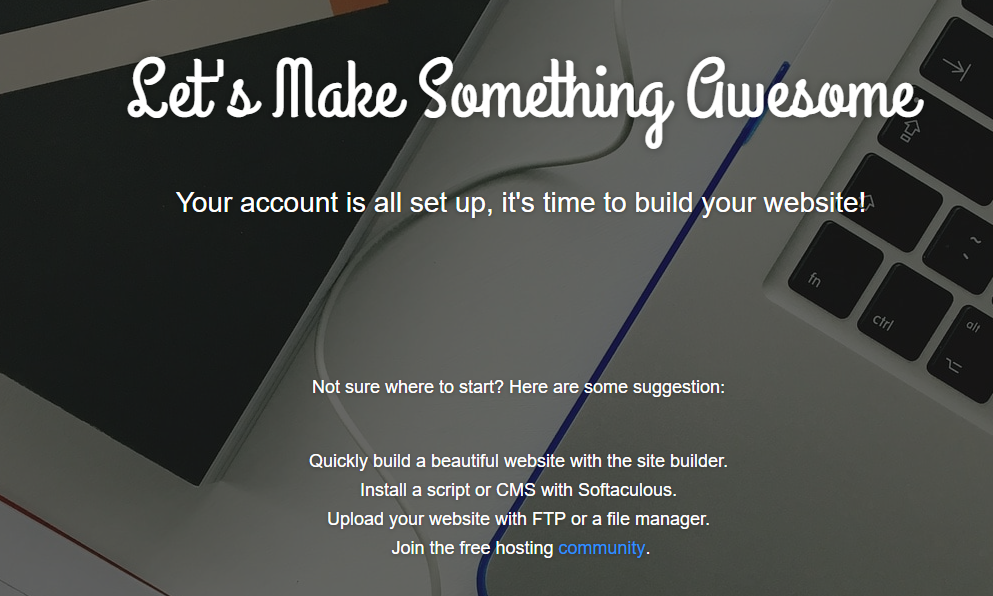 Let's Make Something Awesome
Your account is all set up, it's time to build your website!
Not sure where to start? Here are some suggestion:
Quickly build a beautiful website with the site builder.
Install a script or CMS with Softaculous.
Upload your website with FTP or a file manager.
Join the free hosting community.
fn
ctrl
alt